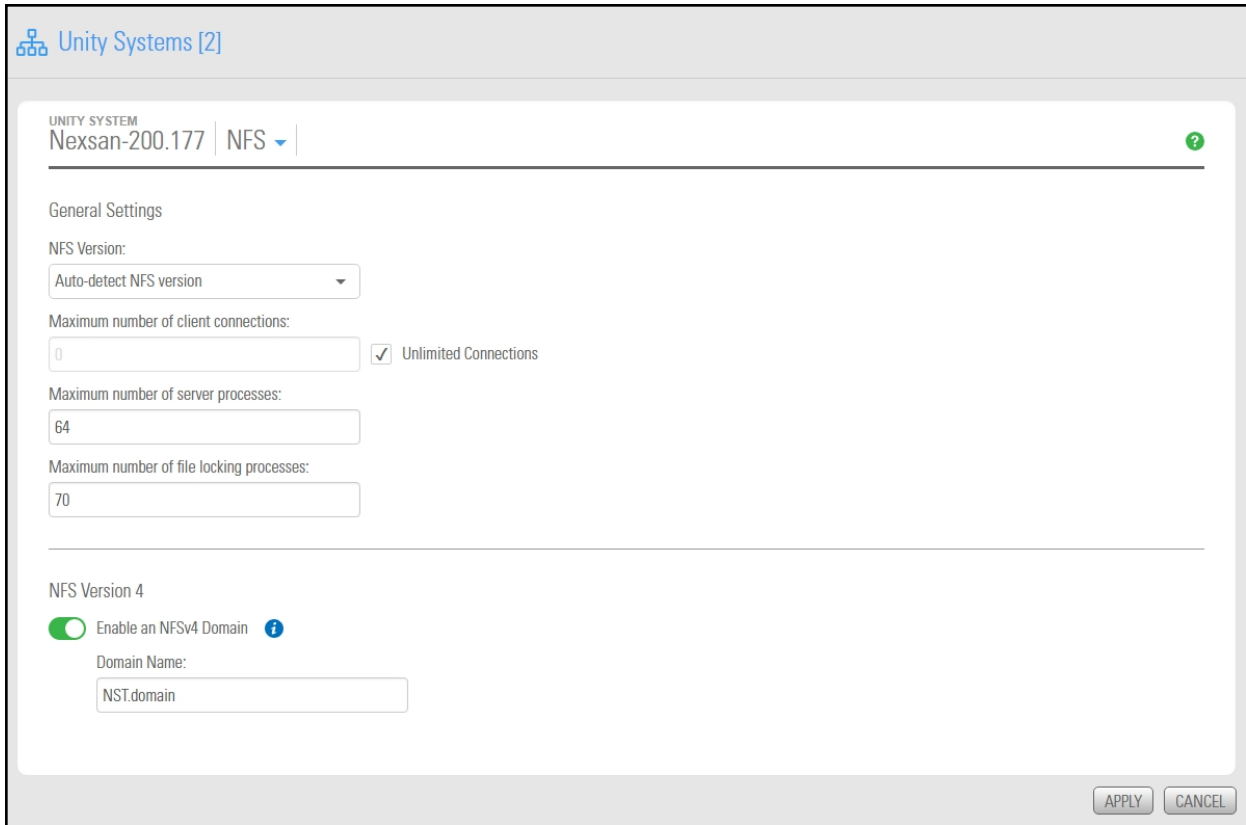 Unity Systems [2]
UNITY SYSTEM
Nexsan-200.177 NFS
?
General Settings
NFS Version:
Auto-detect NFS version
Maximum number of client connections:
0
Unlimited Connections
Maximum number of server processes:
64
Maximum number of file locking processes:
70
NFS Version 4
Enable an NFSv4 Domain i
Domain Name:
NST.domain
APPLY CANCEL